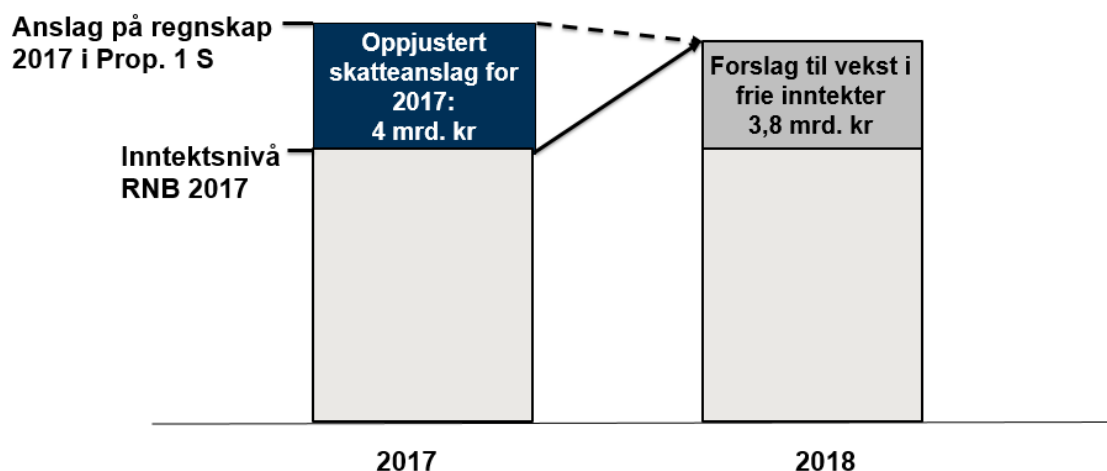 Anslag på regnskap
2017 i Prop. 1 S
Oppjustert
skatteanslag for
2017:
4 mrd. kr
Forslag til vekst i
frie inntekter
3,8 mrd. kr
Inntektsnivå
RNB 2017
2017
2018